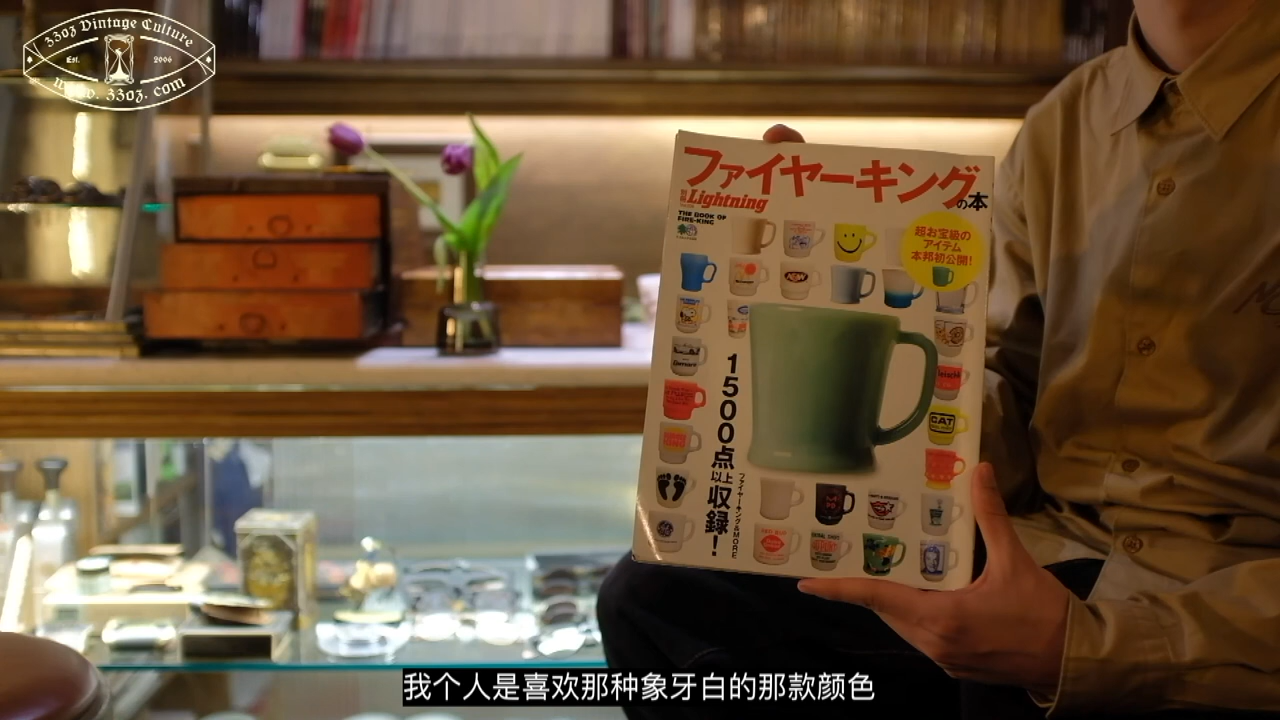 33oz Vintage Culture
Est. 2006
www.33oz.com
ファイヤーキングの本
別冊Lightning
THE BOOK OF
FIRE-KING
超お宝級の
アイテム
本邦初公開!
1500点以上収録!
ファイヤーキング&MORE
A&W
CAT
我个人是喜欢那种象牙白的那款颜色